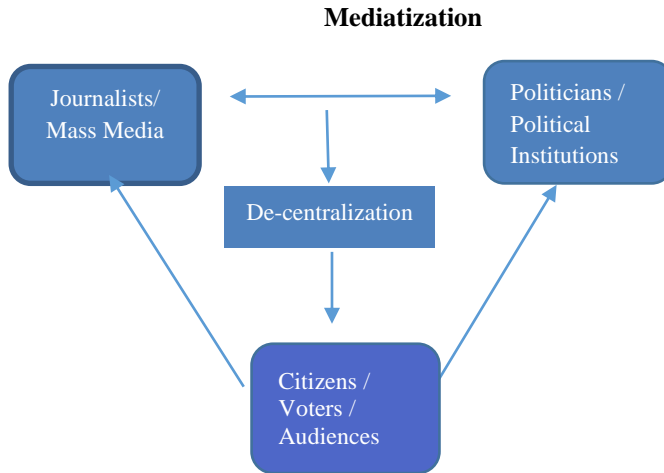 Mediatization
Journalists/
Mass Media
Politicians /
Political
Institutions
De-centralization
Citizens /
Voters /
Audiences